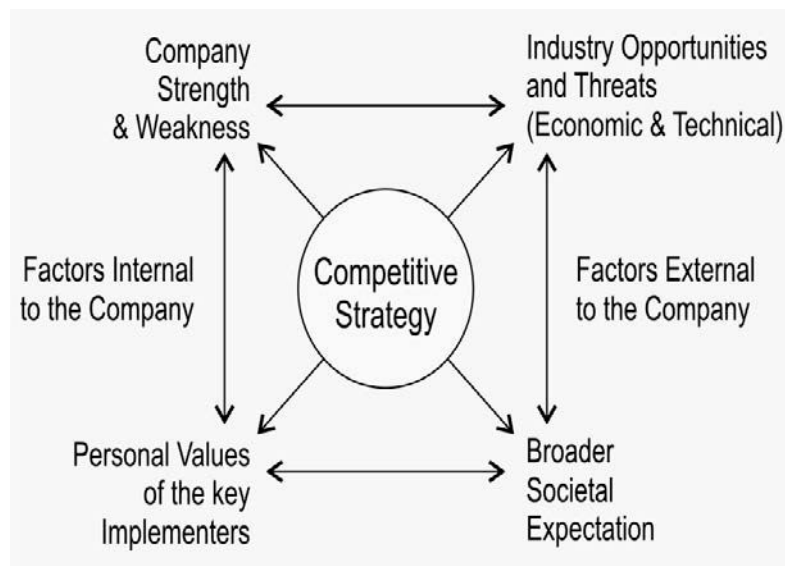 Company
Strength
& Weakness
Industry Opportunities
and Threats
(Economic & Technical)
Factors Internal
to the Company
Competitive
Strategy
Factors External
to the Company
Personal Values
of the key
Implementers
Broader
Societal
Expectation